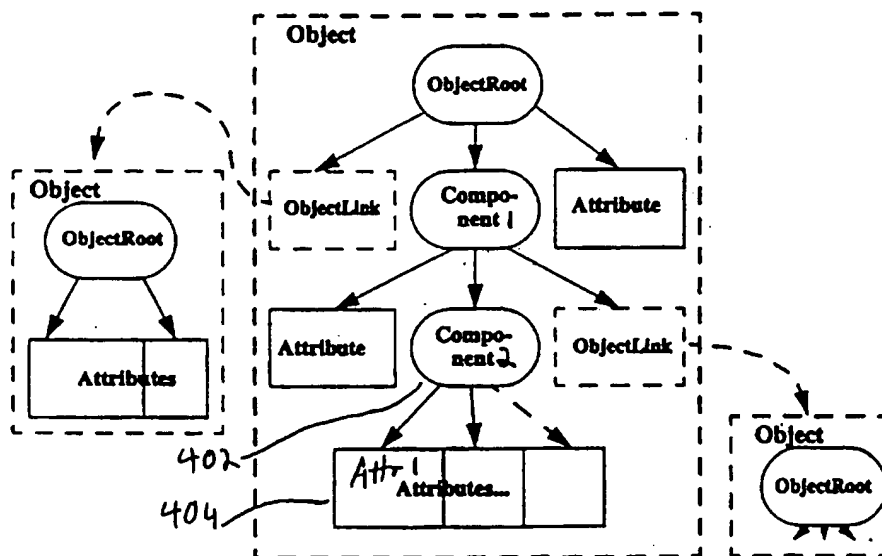 Object
ObjectRoot
Object
ObjectRoot
ObjectLink
Compo-
nent 1
Attribute
Attributes
Attribute
Compo-
nent 2
ObjectLink
402
Attr 1
Attributes...
404
Object
ObjectRoot